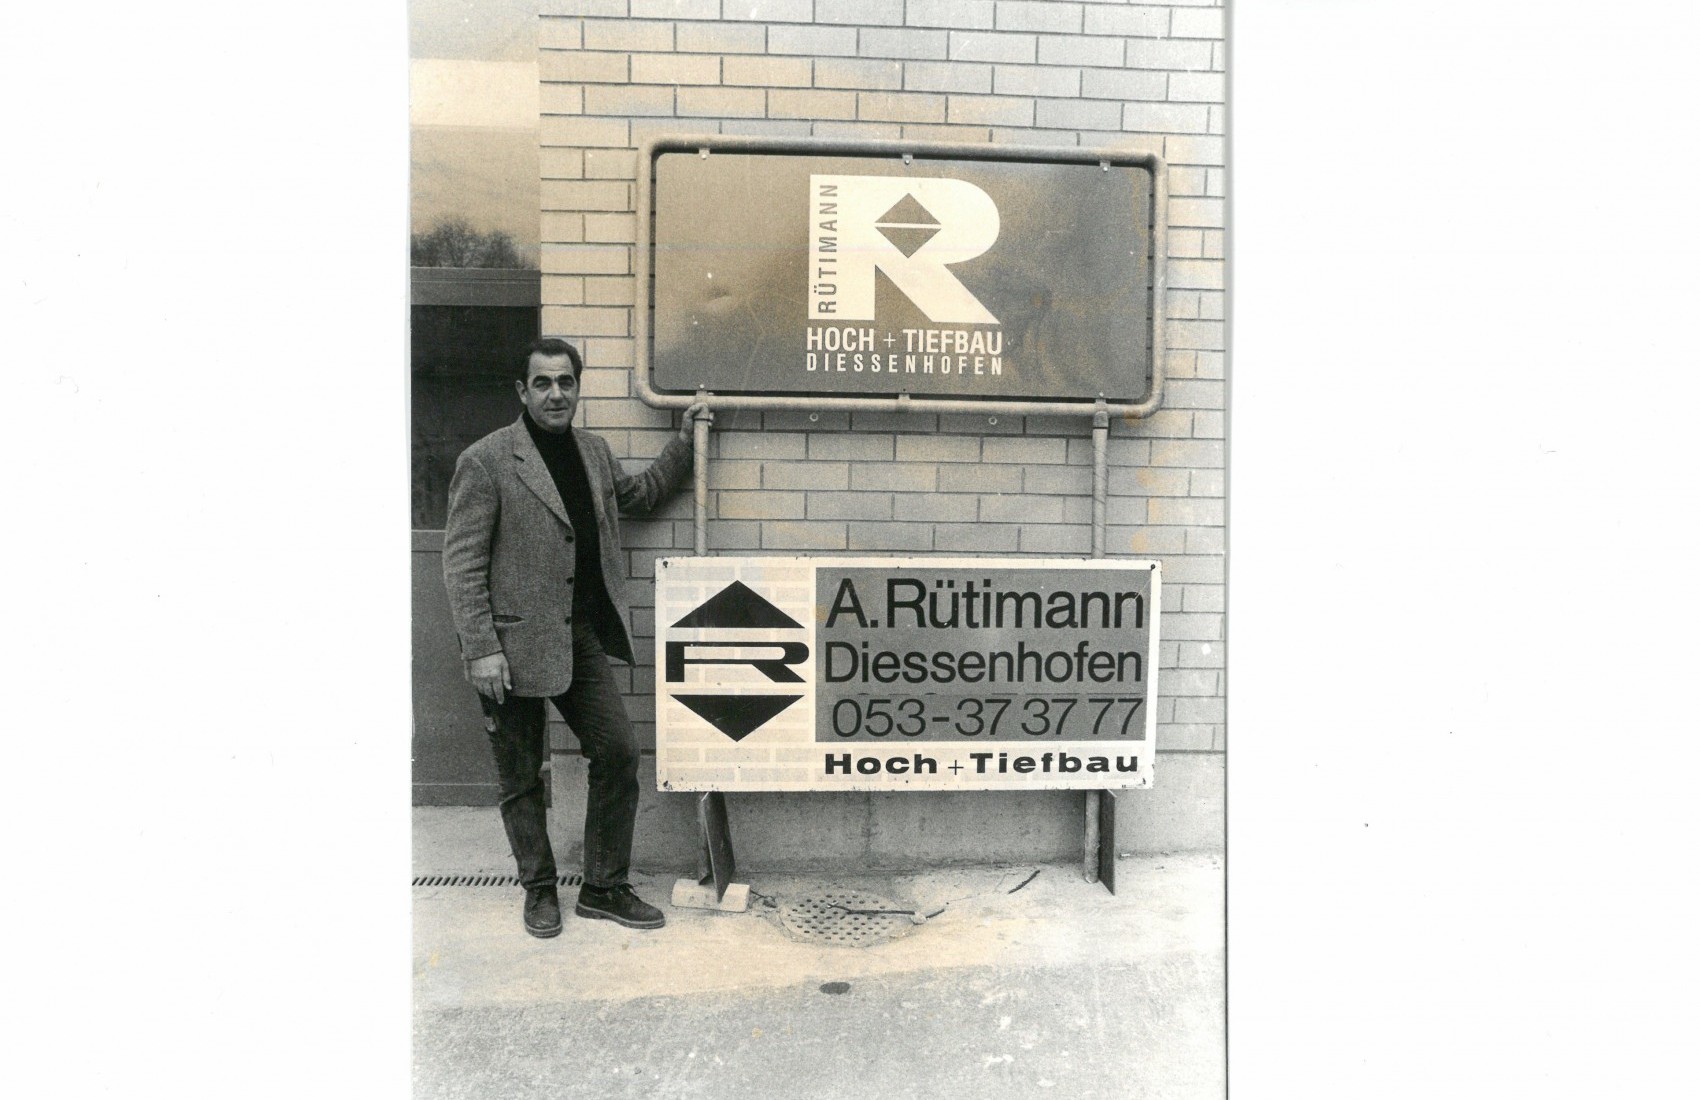 RÜTIMANN
R
HOCH + TIEFBAU
DIESSENHOFEN
R
A. Rütimann
Diessenhofen
053-37 37 77
Hoch + Tiefbau